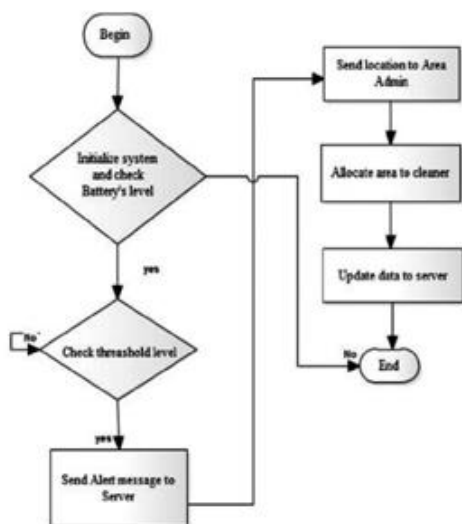 Begin
Initialize system
and check
Battery's level
yes
No
Check threashold level
yes
Send Alert message to
Server
Send location to Area
Admin
Allocate area to cleaner
Update data to server
No
End